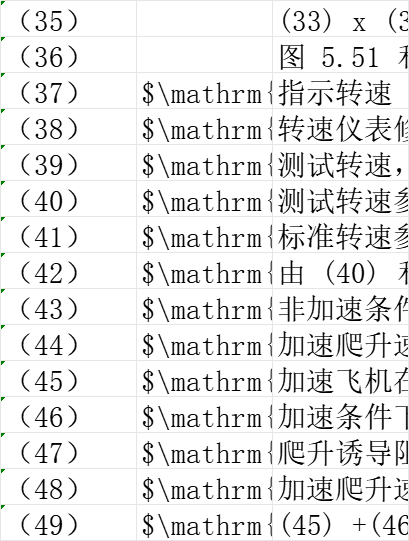 （35） (33) x (3
（36） 图 5.51 和
（37） $\mathrm{ 指示转速
（38） $\mathrm{ 转速仪表修
（39） $\mathrm{ 测试转速，
（40） $\mathrm{ 测试转速参
（41） $\mathrm{ 标准转速参
（42） $\mathrm{ 由 (40) 和
（43） $\mathrm{ 非加速条件
（44） $\mathrm{ 加速爬升速
（45） $\mathrm{ 加速飞机在
（46） $\mathrm{ 加速条件下
（47） $\mathrm{ 爬升诱导阻
（48） $\mathrm{ 加速爬升速
（49） $\mathrm{ (45) +(46